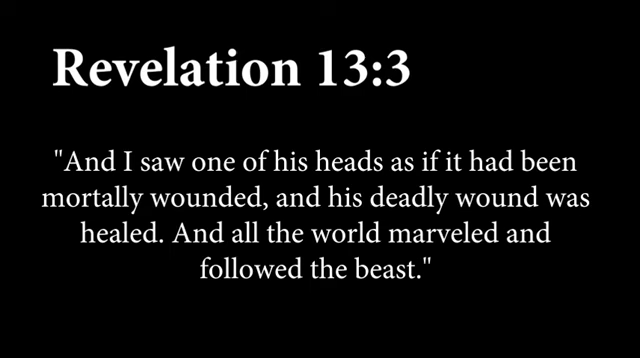 Revelation 13:3
"And I saw one of his heads as if it had been
mortally wounded, and his deadly wound was
healed. And all the world marveled and
followed the beast."